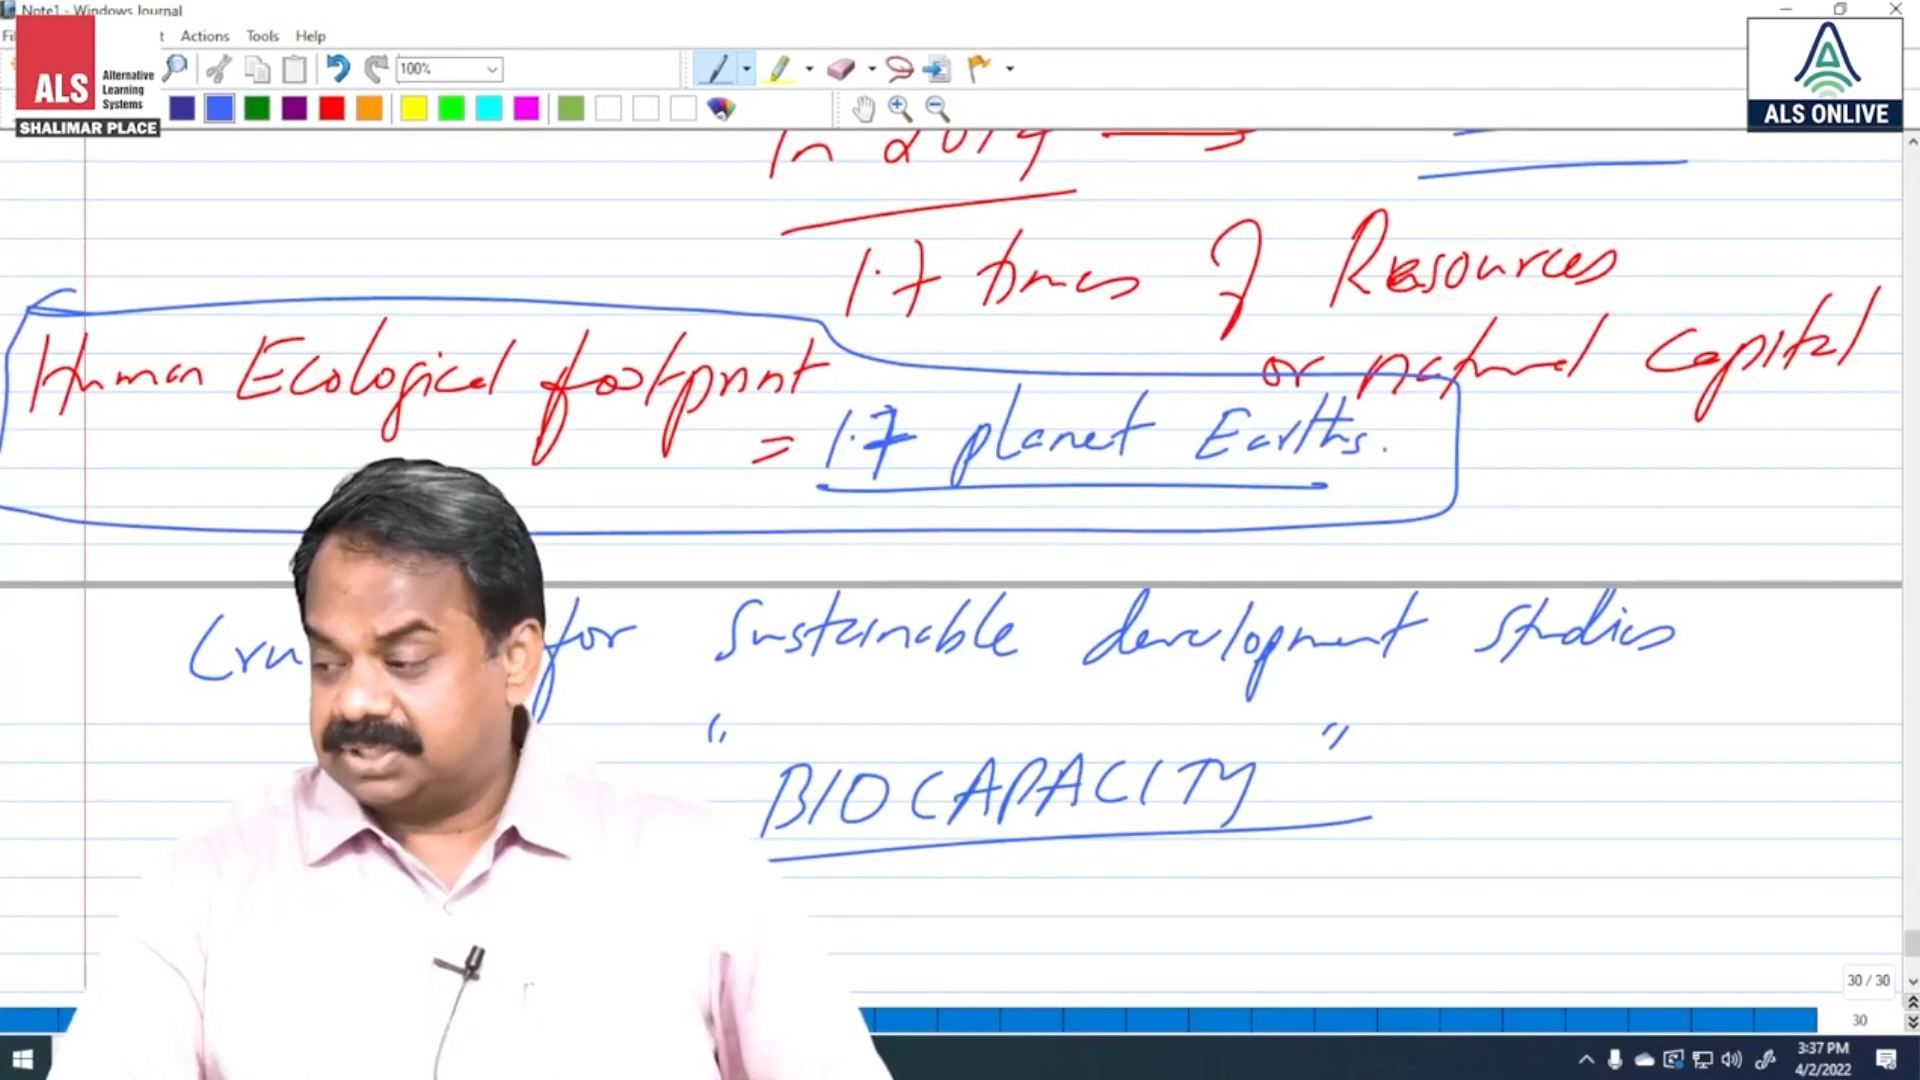 Note1 - Windows Journal
Actions Tools Help
ALS
Alternative
Learning
Systems
SHALIMAR PLACE
100%
ALS ONLIVE
In 2019
1.7 times of Resources
or natural Capital
Human Ecological footprint
= 1.7 planet Earths.
for Sustainable development studies
" BIOCAPACITY "
30 / 30
30
3:37 PM
4/2/2022